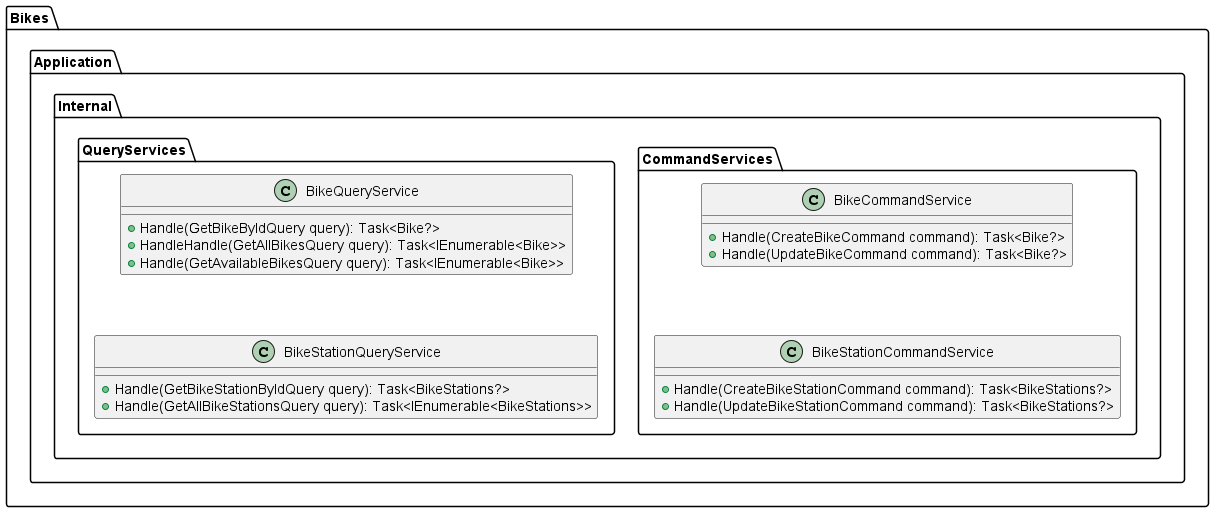 Bikes
Application
Internal
QueryServices
C BikeQueryService
Handle(GetBikeByIdQuery query): Task<Bike?>
HandleHandle(GetAllBikesQuery query): Task<IEnumerable<Bike>>
Handle(GetAvailableBikesQuery query): Task<IEnumerable<Bike>>
C BikeStationQueryService
Handle(GetBikeStationByIdQuery query): Task<BikeStations?>
Handle(GetAllBikeStationsQuery query): Task<IEnumerable<BikeStations>>
CommandServices
C BikeCommandService
Handle(CreateBikeCommand command): Task<Bike?>
Handle(UpdateBikeCommand command): Task<Bike?>
C BikeStationCommandService
Handle(CreateBikeStationCommand command): Task<BikeStations?>
Handle(UpdateBikeStationCommand command): Task<BikeStations?>